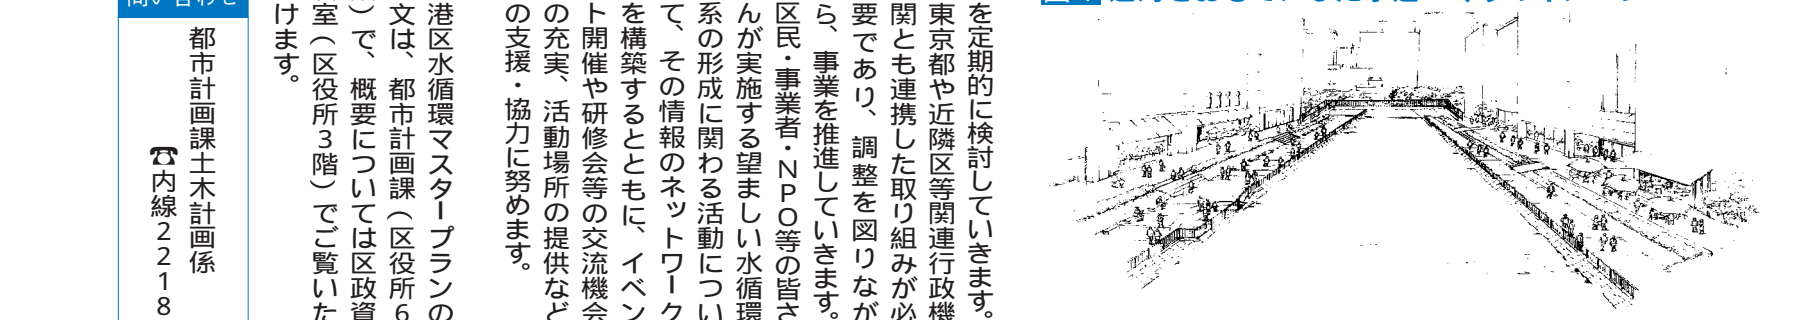 を定期的に検討していきます。
東京都や近隣区等関連行政機
関とも連携した取り組みが必
要であり、調整を図りなが
ら、事業を推進していきます。
区民・事業者・NPO等の皆さ
んが実施する望ましい水循環
系の形成に関わる活動につい
て、その情報のネットワーク
を構築するとともに、イベン
ト開催や研修会等の交流機会
の充実、活動場所の提供など
の支援・協力に努めます。
港区水循環マスタープランの
文は、都市計画課(区役所6
)で、概要については区政資
室(区役所3階)でご覧いた
けます。
問い合わせ
都市計画課土木計画係
☎内線2218